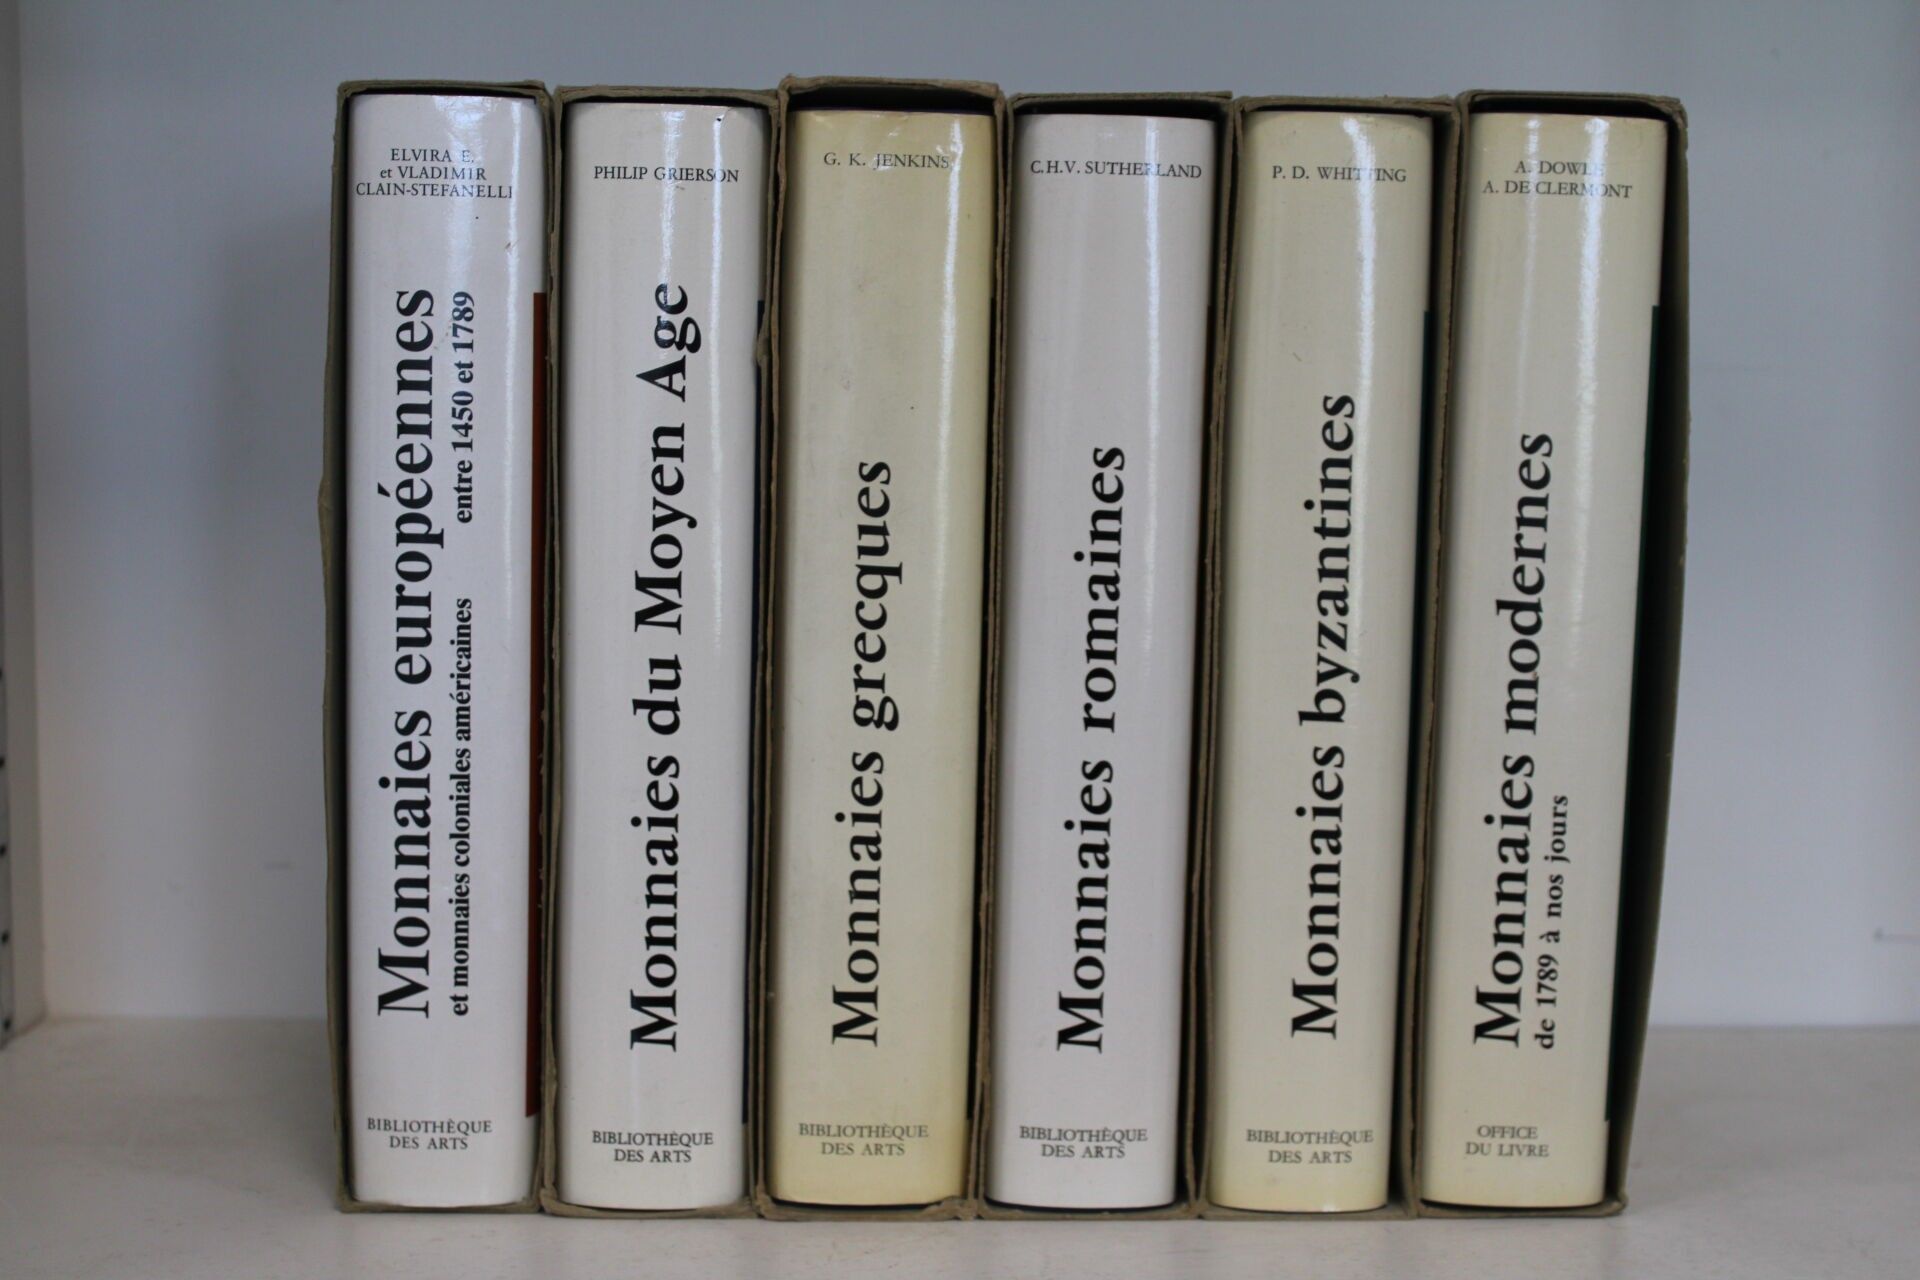 ELVIRA E.
et VLADIMIR
CLAIN-STEFANELLI
Monnaies européennes
et monnaies coloniales américaines entre 1450 et 1789
BIBLIOTHÈQUE
DES ARTS
PHILIP GRIERSON
Monnaies du Moyen Age
BIBLIOTHÈQUE
DES ARTS
G. K. JENKINS
Monnaies grecques
BIBLIOTHÈQUE
DES ARTS
C.H.V. SUTHERLAND
Monnaies romaines
BIBLIOTHÈQUE
DES ARTS
P. D. WHITTING
Monnaies byzantines
BIBLIOTHÈQUE
DES ARTS
A. DOWLE
A. DE CLERMONT
Monnaies modernes
de 1789 à nos jours
OFFICE
DU LIVRE